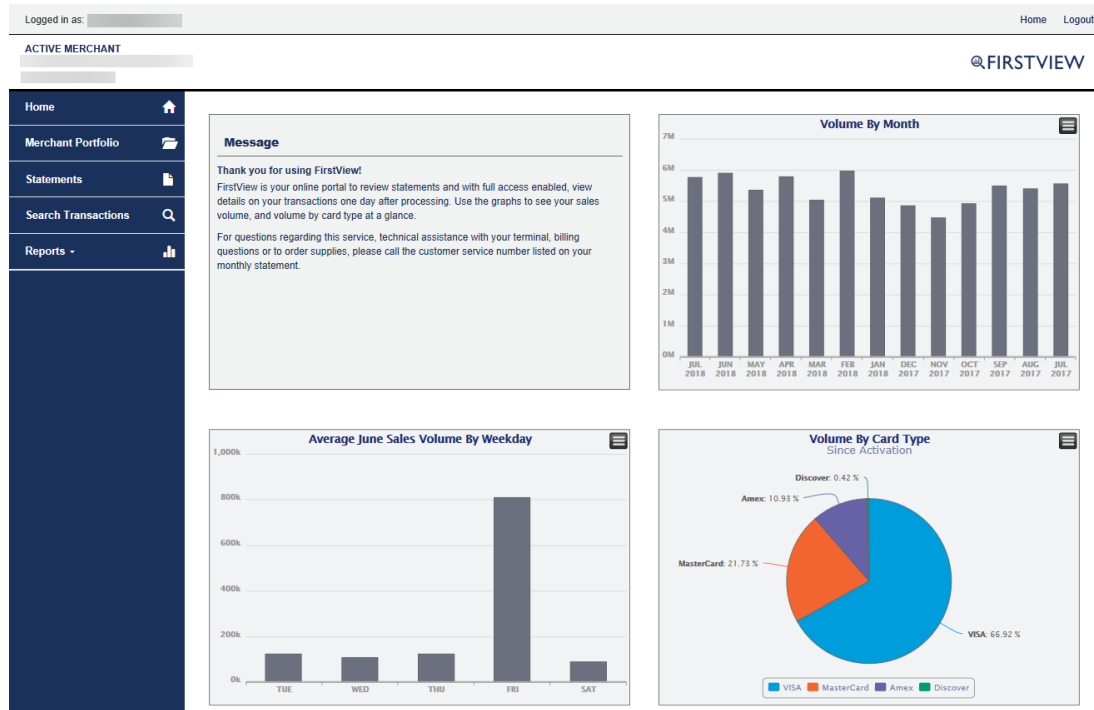 Logged in as:
Home Logout
ACTIVE MERCHANT
FIRSTVIEW
Home
Merchant Portfolio
Statements
Search Transactions
Reports
Message
Thank you for using FirstView!
FirstView is your online portal to review statements and with full access enabled, view
details on your transactions one day after processing. Use the graphs to see your sales
volume, and volume by card type at a glance.
For questions regarding this service, technical assistance with your terminal, billing
questions or to order supplies, please call the customer service number listed on your
monthly statement.
Volume By Month
7M
6M
5M
4M
3M
2M
1M
0M
JUL JUN MAY APR MAR FEB JAN DEC NOV OCT SEP AUG JUL
2018 2018 2018 2018 2018 2018 2018 2017 2017 2017 2017 2017 2017
Average June Sales Volume By Weekday
1,000k
800k
600k
400k
200k
0k
TUE WED THU FRI SAT
Volume By Card Type
Since Activation
Discover: 0.42 %
Amex: 10.93 %
MasterCard: 21.73 %
VISA: 66.92 %
VISA MasterCard Amex Discover